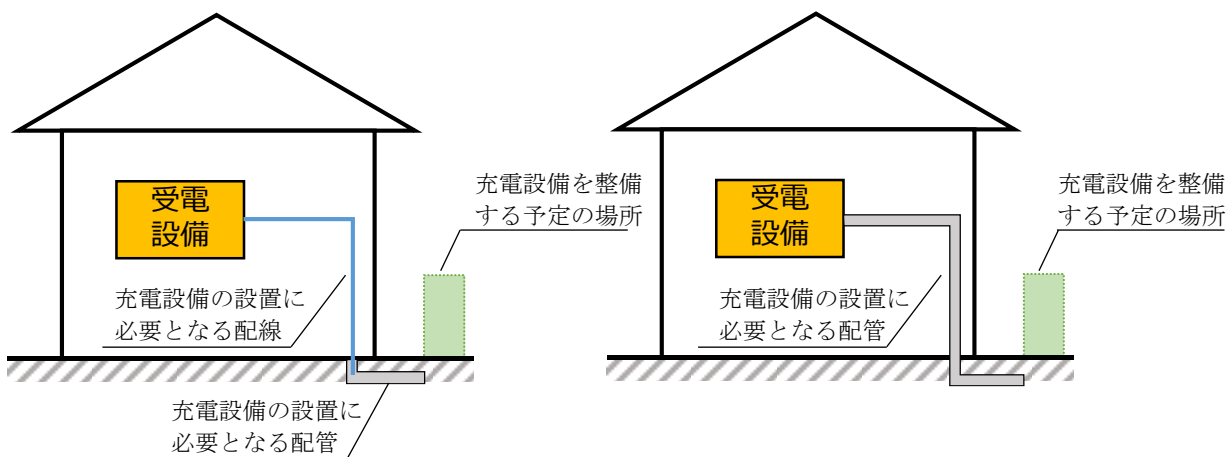 受電
設備
充電設備を整備
する予定の場所
充電設備の設置に
必要となる配線
充電設備の設置に
必要となる配管
受電
設備
充電設備を整備
する予定の場所
充電設備の設置に
必要となる配管